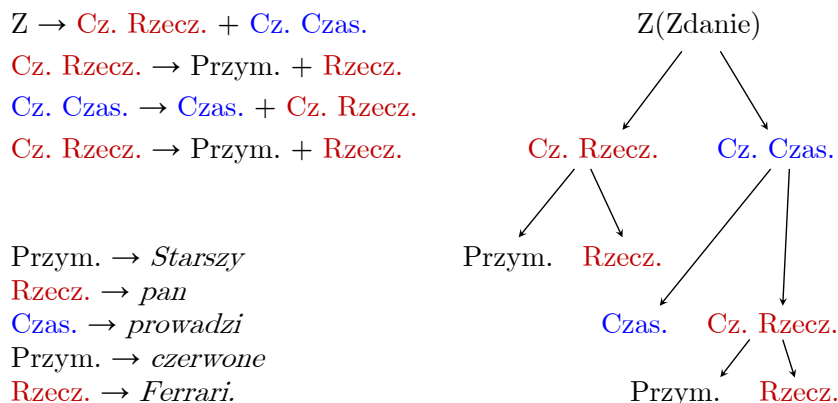 Z → Cz. Rzecz. + Cz. Czas.
Cz. Rzecz. → Przym. + Rzecz.
Cz. Czas. → Czas. + Cz. Rzecz.
Cz. Rzecz. → Przym. + Rzecz.
Przym. → Starszy
Rzecz. → pan
Czas. → prowadzi
Przym. → czerwone
Rzecz. → Ferrari.
Z(Zdanie)
Cz. Rzecz. Cz. Czas.
Przym. Rzecz.
Czas. Cz. Rzecz.
Przym. Rzecz.